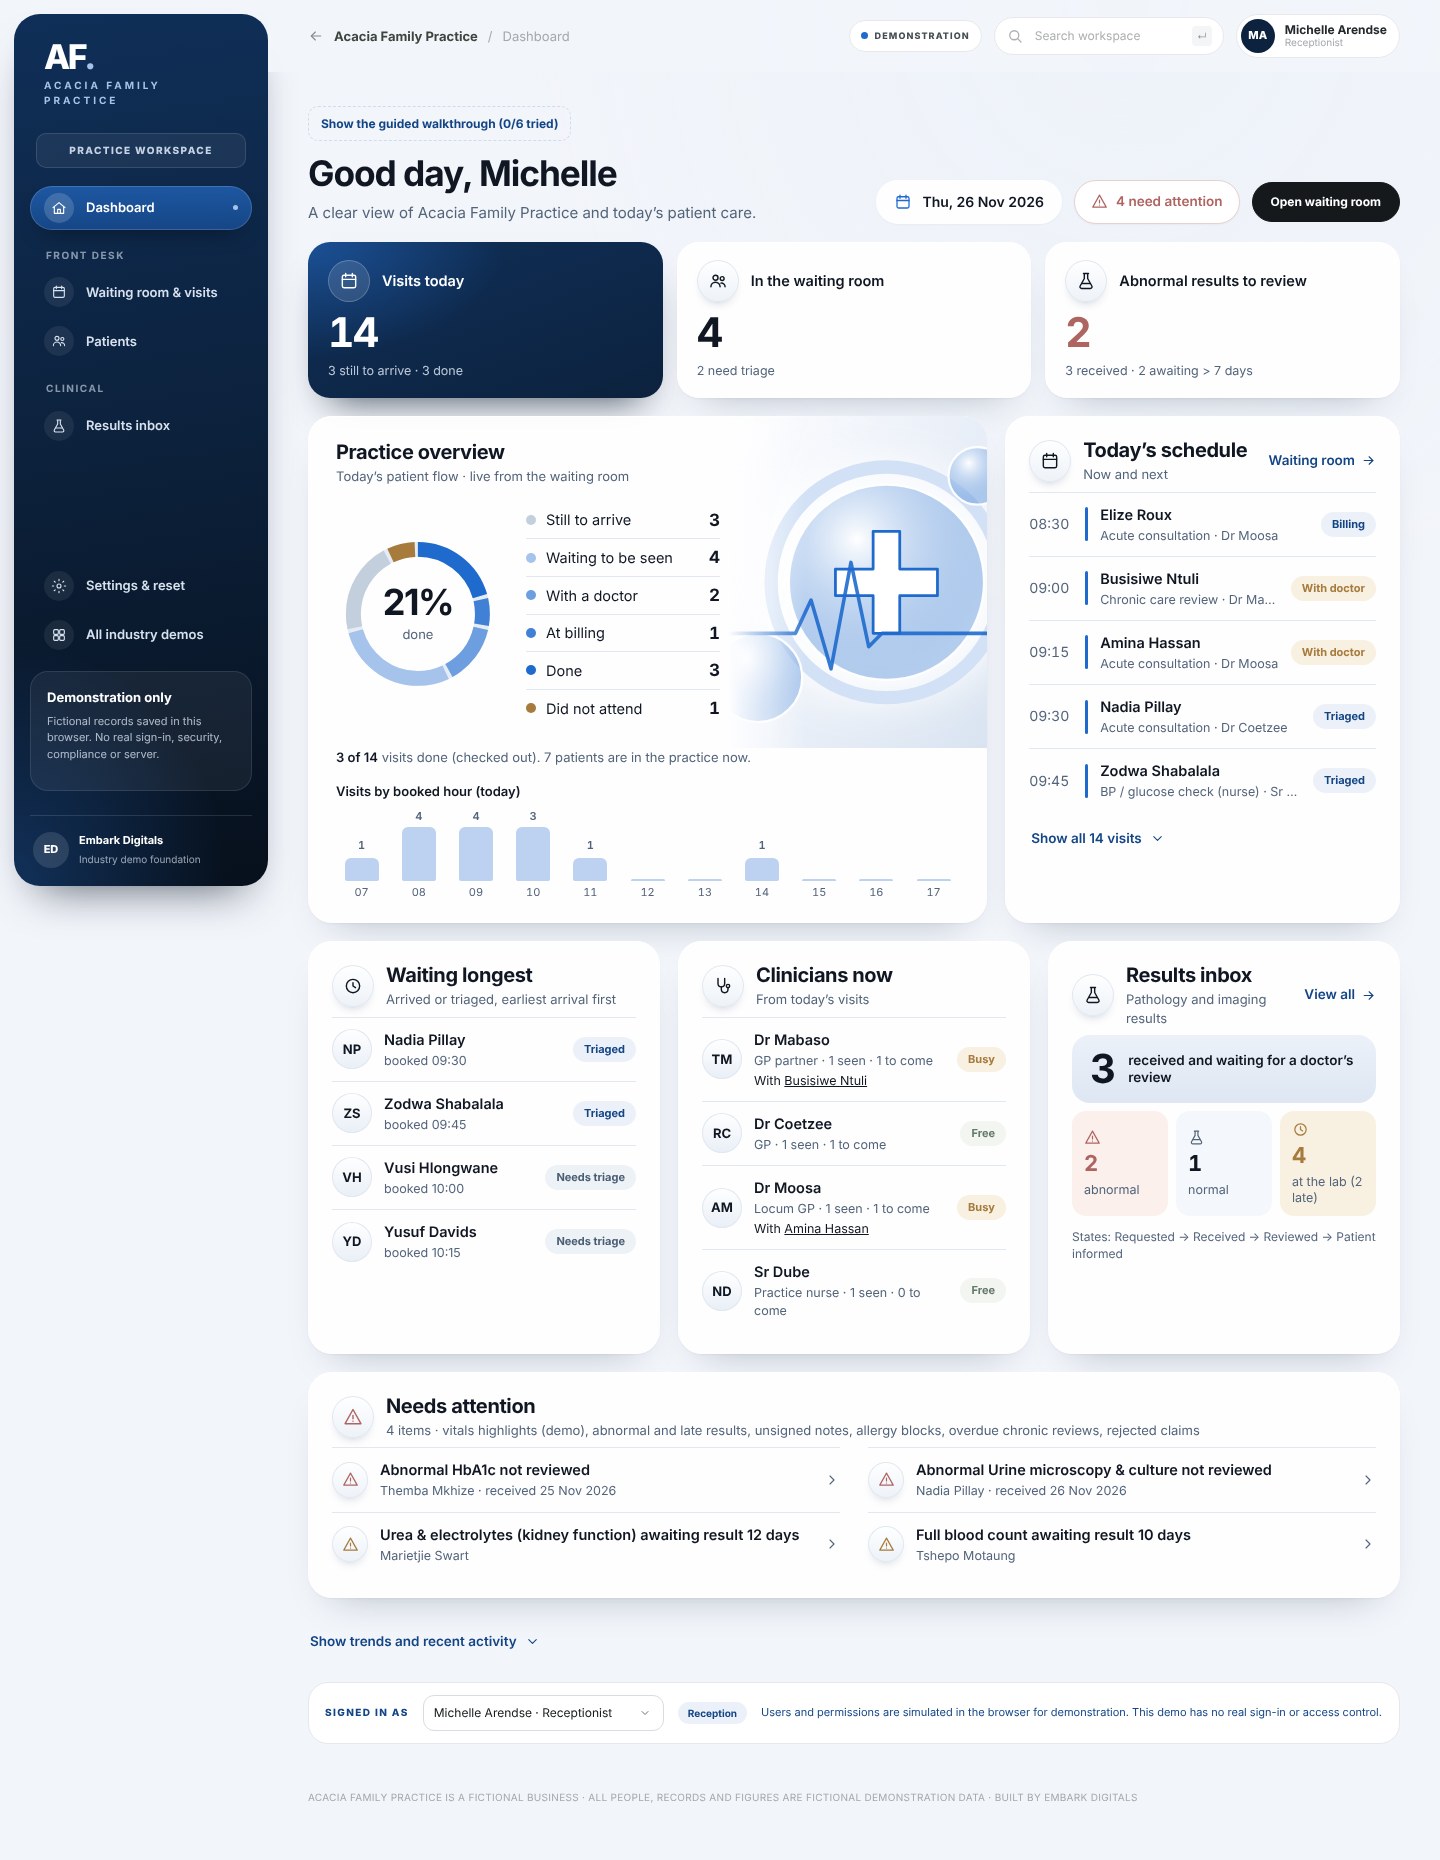 AF.
ACACIA FAMILY
PRACTICE
PRACTICE WORKSPACE
Dashboard
FRONT DESK
Waiting room & visits
Patients
CLINICAL
Results inbox
Settings & reset
All industry demos
Demonstration only
Fictional records saved in this
browser. No real sign-in, security,
compliance or server.
ED
Embark Digitals
Industry demo foundation
← Acacia Family Practice / Dashboard
DEMONSTRATION
Search workspace
MA
Michelle Arendse
Receptionist
Show the guided walkthrough (0/6 tried)
Good day, Michelle
A clear view of Acacia Family Practice and today's patient care.
Thu, 26 Nov 2026
4 need attention
Open waiting room
Visits today
14
3 still to arrive · 3 done
In the waiting room
4
2 need triage
Abnormal results to review
2
3 received · 2 awaiting > 7 days
Practice overview
Today's patient flow · live from the waiting room
21%
done
Still to arrive 3
Waiting to be seen 4
With a doctor 2
At billing 1
Done 3
Did not attend 1
3 of 14 visits done (checked out). 7 patients are in the practice now.
Visits by booked hour (today)
1 4 4 3 1 1
07 08 09 10 11 12 13 14 15 16 17
Today's schedule
Now and next
Waiting room →
08:30 Elize Roux
Acute consultation · Dr Moosa
Billing
09:00 Busisiwe Ntuli
Chronic care review · Dr Ma...
With doctor
09:15 Amina Hassan
Acute consultation · Dr Moosa
With doctor
09:30 Nadia Pillay
Acute consultation · Dr Coetzee
Triaged
09:45 Zodwa Shabalala
BP / glucose check (nurse) · Sr ...
Triaged
Show all 14 visits
Waiting longest
Arrived or triaged, earliest arrival first
NP Nadia Pillay
booked 09:30
Triaged
ZS Zodwa Shabalala
booked 09:45
Triaged
VH Vusi Hlongwane
booked 10:00
Needs triage
YD Yusuf Davids
booked 10:15
Needs triage
Clinicians now
From today's visits
TM Dr Mabaso
GP partner · 1 seen · 1 to come
With Busisiwe Ntuli
Busy
RC Dr Coetzee
GP · 1 seen · 1 to come
Free
AM Dr Moosa
Locum GP · 1 seen · 1 to come
With Amina Hassan
Busy
ND Sr Dube
Practice nurse · 1 seen · 0 to
come
Free
Results inbox
Pathology and imaging
results
View all →
3 received and waiting for a doctor's
review
2
abnormal
1
normal
4
at the lab (2
late)
States: Requested → Received → Reviewed → Patient
informed
Needs attention
4 items · vitals highlights (demo), abnormal and late results, unsigned notes, allergy blocks, overdue chronic reviews, rejected claims
Abnormal HbA1c not reviewed
Themba Mkhize · received 25 Nov 2026
Abnormal Urine microscopy & culture not reviewed
Nadia Pillay · received 26 Nov 2026
Urea & electrolytes (kidney function) awaiting result 12 days
Marietjie Swart
Full blood count awaiting result 10 days
Tshepo Motaung
Show trends and recent activity
SIGNED IN AS
Michelle Arendse · Receptionist
Reception
Users and permissions are simulated in the browser for demonstration. This demo has no real sign-in or access control.
ACACIA FAMILY PRACTICE IS A FICTIONAL BUSINESS · ALL PEOPLE, RECORDS AND FIGURES ARE FICTIONAL DEMONSTRATION DATA · BUILT BY EMBARK DIGITALS